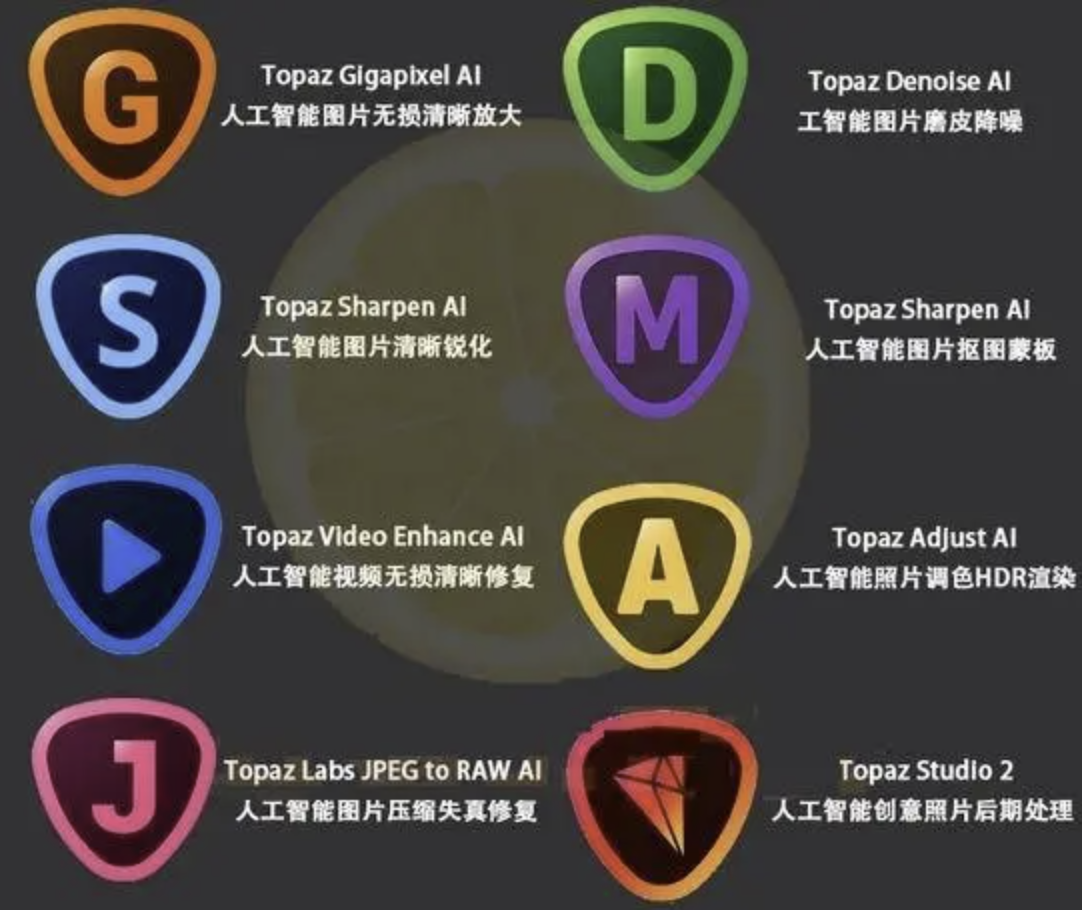 G
Topaz Gigapixel AI
人工智能图片无损清晰放大
D
Topaz Denoise AI
工智能图片磨皮降噪
S
Topaz Sharpen AI
人工智能图片清晰锐化
M
Topaz Sharpen AI
人工智能图片抠图蒙板
Topaz Video Enhance AI
人工智能视频无损清晰修复
A
Topaz Adjust AI
人工智能照片调色HDR渲染
J
Topaz Labs JPEG to RAW AI
人工智能图片压缩失真修复
Topaz Studio 2
人工智能创意照片后期处理